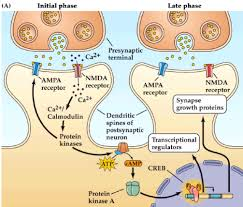 (A)
Initial phase
Late phase
Ca2+
Presynaptic
terminal
AMPA
receptor
NMDA
receptor
AMPA
receptor
NMDA
receptor
Ca2+
Ca2+/
Calmodulin
Protein
kinases
Dendritic
spines of
postsynaptic
neuron
Synapse
growth proteins
Transcriptional
regulators
ATP
cAMP
CREB
Protein
kinase A